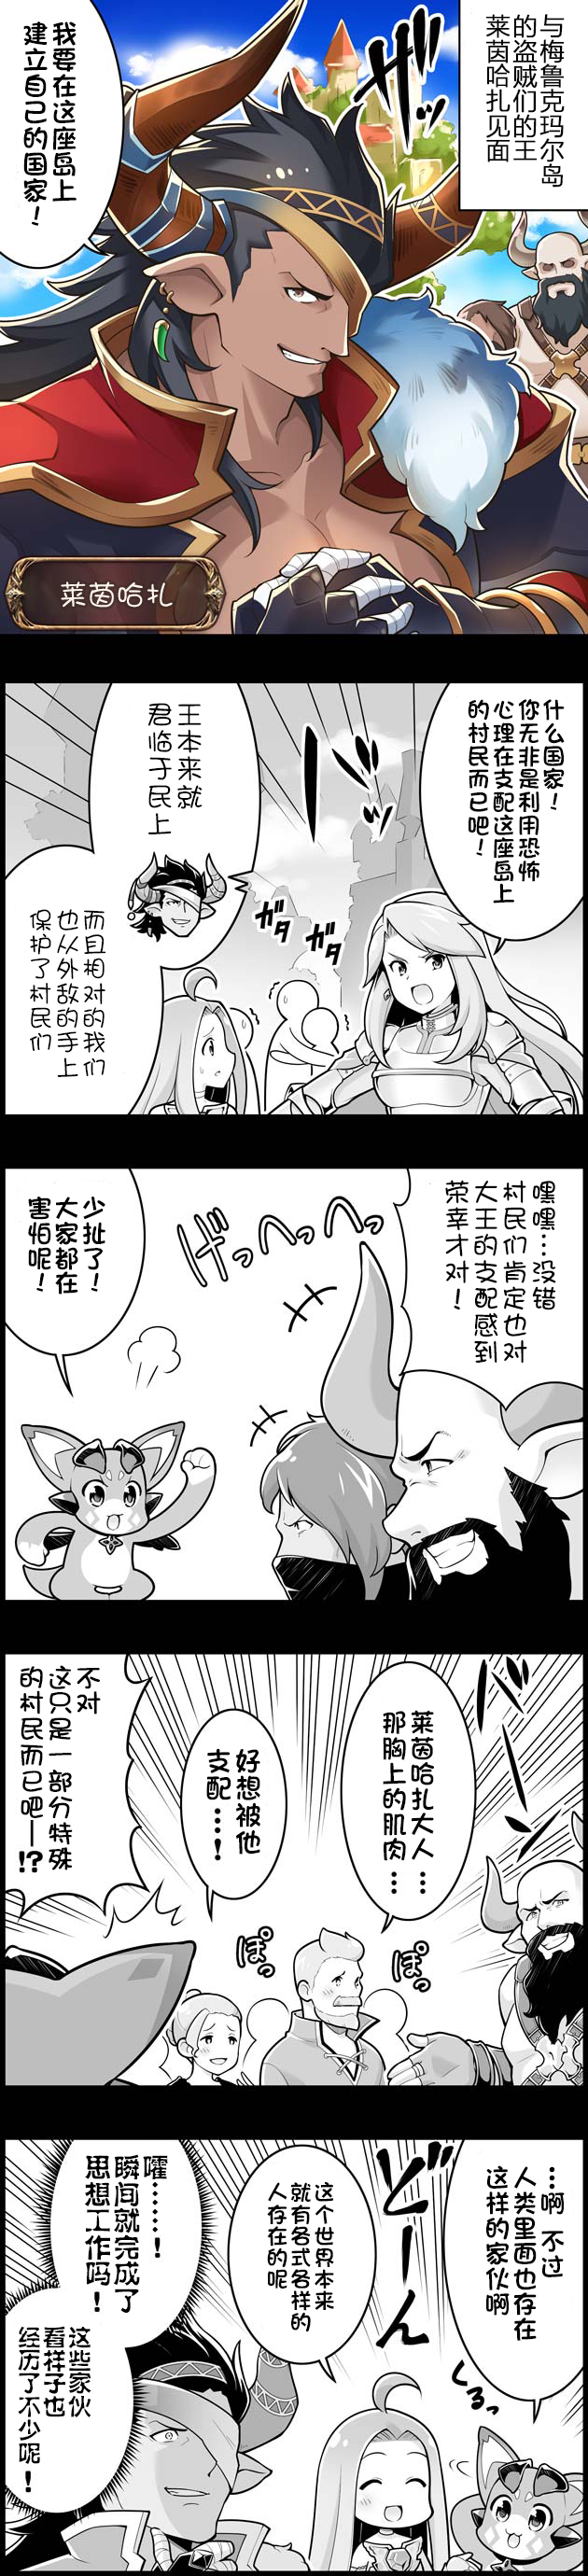 与梅鲁克玛尔岛
的盗贼们的王
莱茵哈扎见面
ザッ
我要在这座岛上
建立自己的国家！
莱茵哈扎
什么国家！
你无非是利用恐怖
心理在支配这座岛上
的村民而已吧！
王本来就
君临于民上
ガタ
ガタ
而且相对的我们
也从外敌的手上
保护了村民们
嘿嘿…没错
村民们肯定也对
大王的支配感到
荣幸才对！
げっへっへっ
少扯了！
大家都在
害怕呢！
莱茵哈扎大人…
那胸上的肌肉…
好想被他
支配…！
ぽっ
ぽっ
不对
这只是一部分特殊
的村民而已吧—!?
…啊 不过
人类里面也存在
这样的家伙啊
どーん
くるっ
这个世界本来
就有各式各样的
人存在的呢
嚯……！
瞬间就完成了
思想工作吗！
这些家伙
看样子也
经历了不少呢！